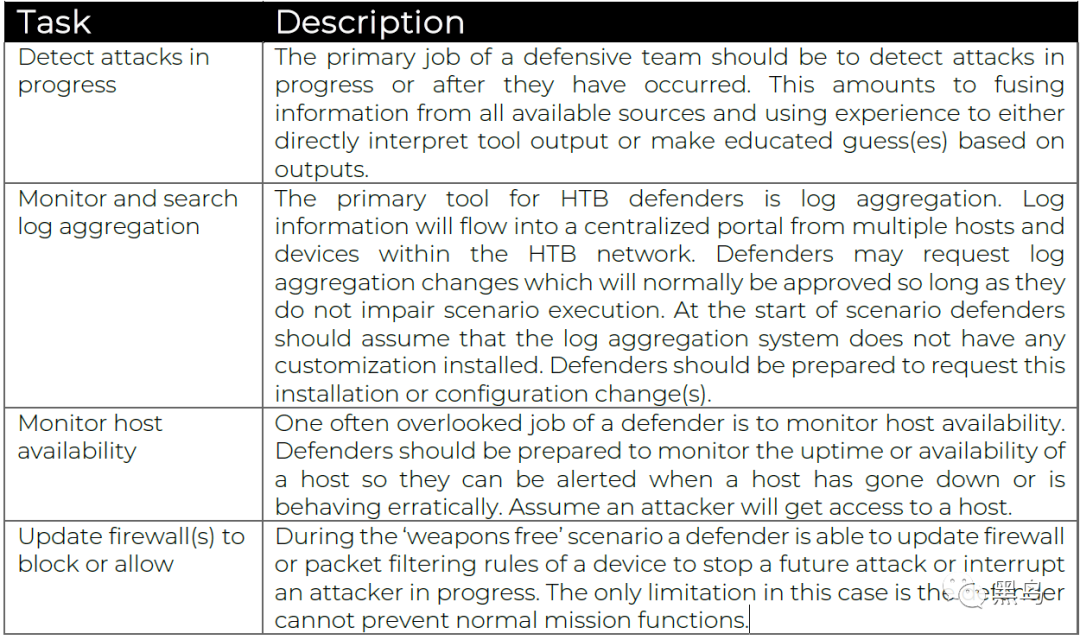 Task
Description
Detect attacks in
progress
The primary job of a defensive team should be to detect attacks in
progress or after they have occurred. This amounts to fusing
information from all available sources and using experience to either
directly interpret tool output or make educated guess(es) based on
outputs.
Monitor and search
log aggregation
The primary tool for HTB defenders is log aggregation. Log
information will flow into a centralized portal from multiple hosts and
devices within the HTB network. Defenders may request log
aggregation changes which will normally be approved so long as they
do not impair scenario execution. At the start of scenario defenders
should assume that the log aggregation system does not have any
customization installed. Defenders should be prepared to request this
installation or configuration change(s).
Monitor host
availability
One often overlooked job of a defender is to monitor host availability.
Defenders should be prepared to monitor the uptime or availability of
a host so they can be alerted when a host has gone down or is
behaving erratically. Assume an attacker will get access to a host.
Update firewall(s) to
block or allow
During the ‘weapons free’ scenario a defender is able to update firewall
or packet filtering rules of a device to stop a future attack or interrupt
an attacker in progress. The only limitation in this case is the
cannot prevent normal mission functions.
黑鸟